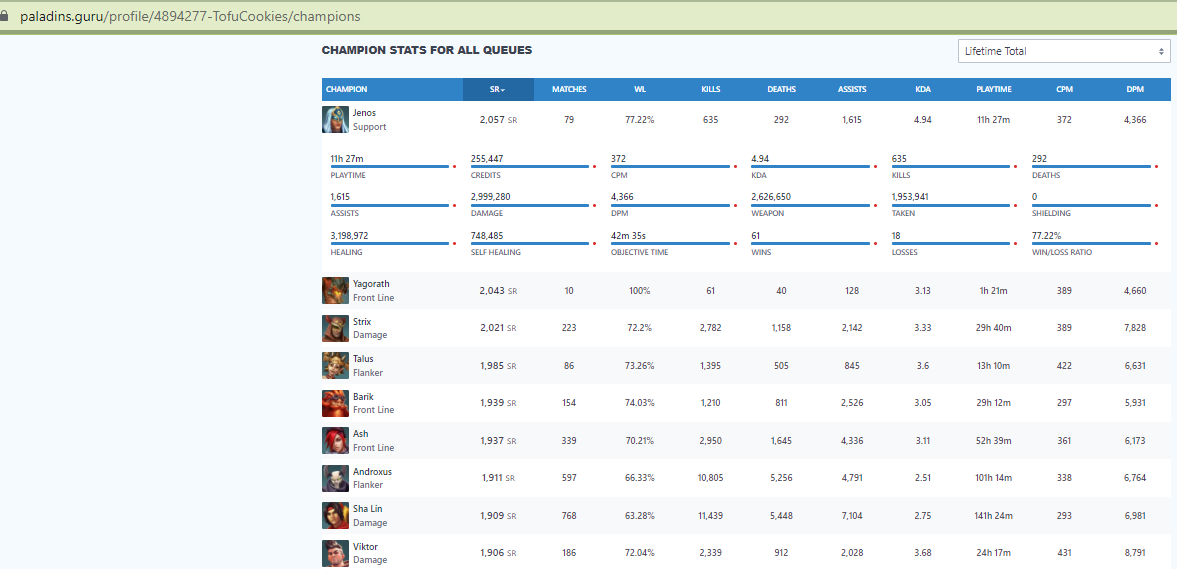 paladins.guru/profile/4894277-TofuCookies/champions
CHAMPION STATS FOR ALL QUEUES
Lifetime Total
CHAMPION SR MATCHES WL KILLS DEATHS ASSISTS KDA PLAYTIME CPM DPM
Jenos
Support
2,057 SR 79 77.22% 635 292 1,615 4.94 11h 27m 372 4,366
11h 27m 255,447 372 4.94 635 292
PLAYTIME CREDITS CPM KDA KILLS DEATHS
1,615 2,999,280 4,366 2,626,650 1,953,941 0
ASSISTS DAMAGE DPM WEAPON TAKEN SHIELDING
3,198,972 748,485 42m 35s 61 18 77.22%
HEALING SELF HEALING OBJECTIVE TIME WINS LOSSES WIN/LOSS RATIO
Yagorath
Front Line
2,043 SR 10 100% 61 40 128 3.13 1h 21m 389 4,660
Strix
Damage
2,021 SR 223 72.2% 2,782 1,158 2,142 3.33 29h 40m 389 7,828
Talus
Flanker
1,985 SR 86 73.26% 1,395 505 845 3.6 13h 10m 422 6,631
Barik
Front Line
1,939 SR 154 74.03% 1,210 811 2,526 3.05 29h 12m 297 5,931
Ash
Front Line
1,937 SR 339 70.21% 2,950 1,645 4,336 3.11 52h 39m 361 6,173
Androxus
Flanker
1,911 SR 597 66.33% 10,805 5,256 4,791 2.51 101h 14m 338 6,764
Sha Lin
Damage
1,909 SR 768 63.28% 11,439 5,448 7,104 2.75 141h 24m 293 6,981
Viktor
Damage
1,906 SR 186 72.04% 2,339 912 2,028 3.68 24h 17m 431 8,791